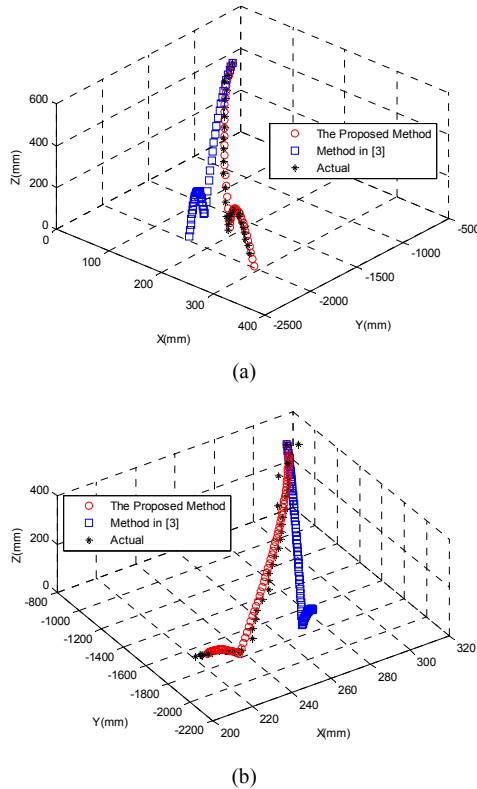 600
400
200
0
Z(mm)
0
100
200
300
400
X(mm)
-2500
-2000
-1500
-1000
-500
Y(mm)
The Proposed Method
Method in [3]
Actual
(a)
400
200
0
Z(mm)
-800
-1000
-1200
-1400
-1600
-1800
-2000
-2200
Y(mm)
200
220
240
260
280
300
320
X(mm)
The Proposed Method
Method in [3]
Actual
(b)